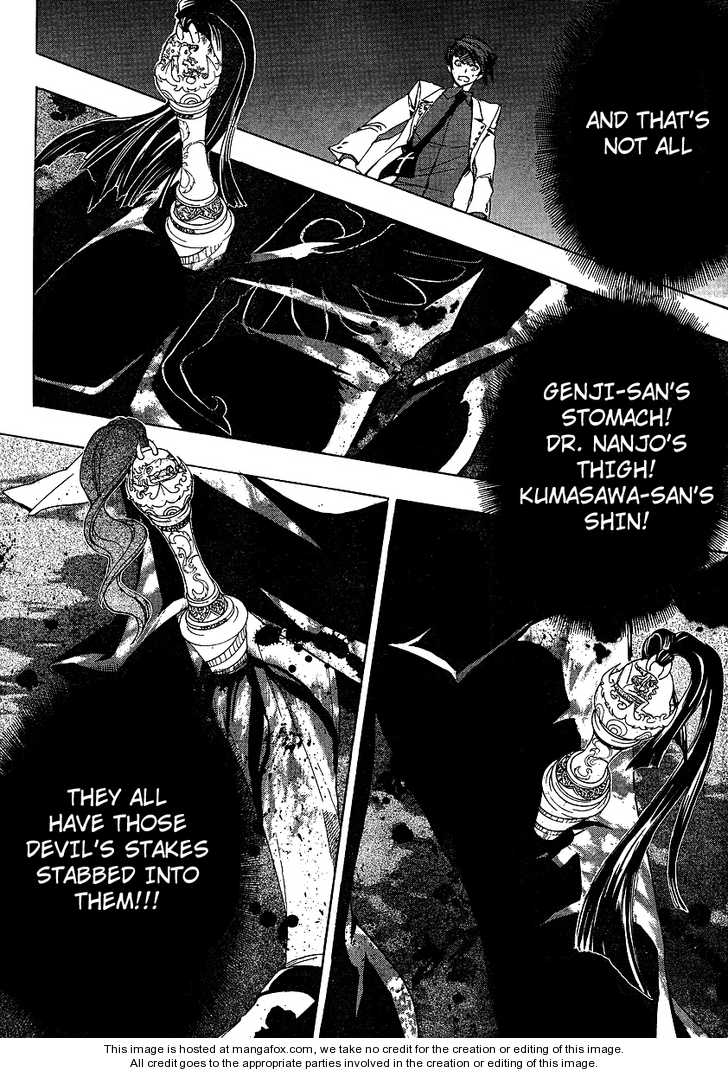 AND THAT'S
NOT ALL
GENJI-SAN'S
STOMACH!
DR. NANJO'S
THIGH!
KUMASAWA-SAN'S
SHIN!
THEY ALL
HAVE THOSE
DEVIL'S STAKES
STABBED INTO
THEM!!!
This image is hosted at mangafox.com, we take no credit for the creation or editing of this image.
All credit goes to the appropriate parties involved in the creation or editing of this image.